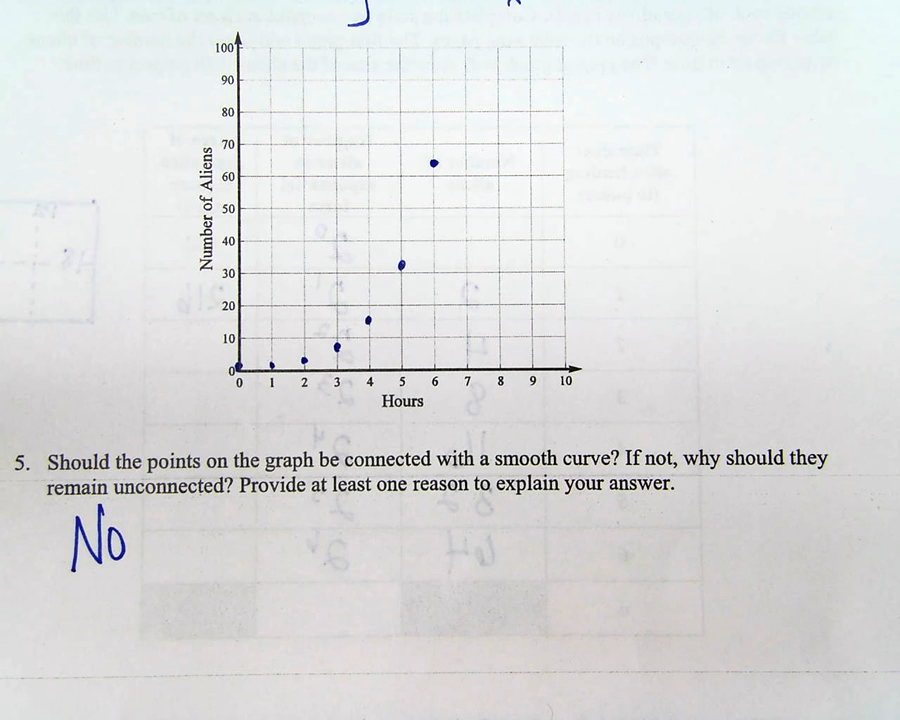 100
90
80
70
60
50
40
30
20
10
0
Number of Aliens
0 1 2 3 4 5 6 7 8 9 10
Hours
5. Should the points on the graph be connected with a smooth curve? If not, why should they
remain unconnected? Provide at least one reason to explain your answer.
No